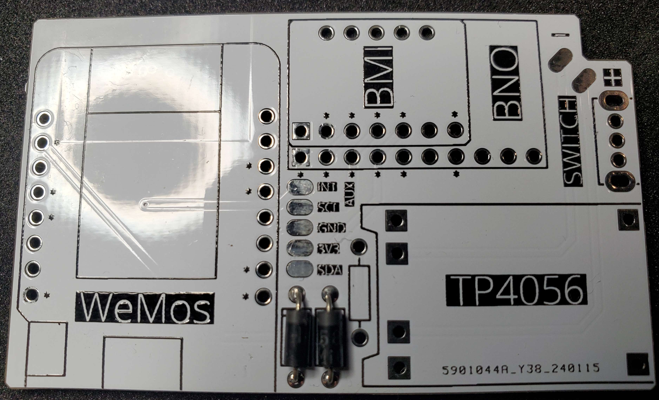 BMI
BNO
SWITCH
INT
SCL
GND
3V3
SDA
AUX
WeMos
TP4056
5901044A_Y38_240115